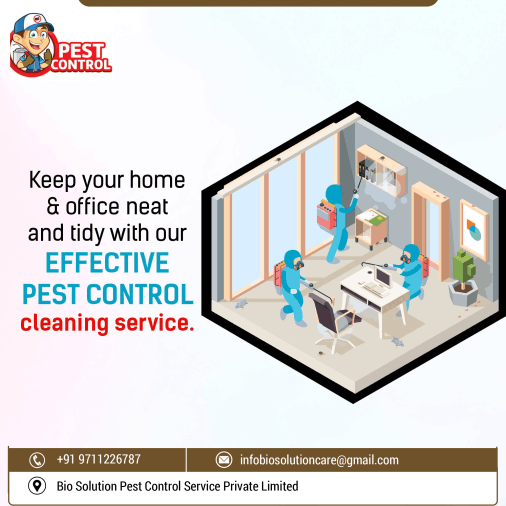 PEST
CONTROL
Keep your home
& office neat
and tidy with our
EFFECTIVE
PEST CONTROL
cleaning service.
+91 9711226787
infobiosolutioncare@gmail.com
Bio Solution Pest Control Service Private Limited